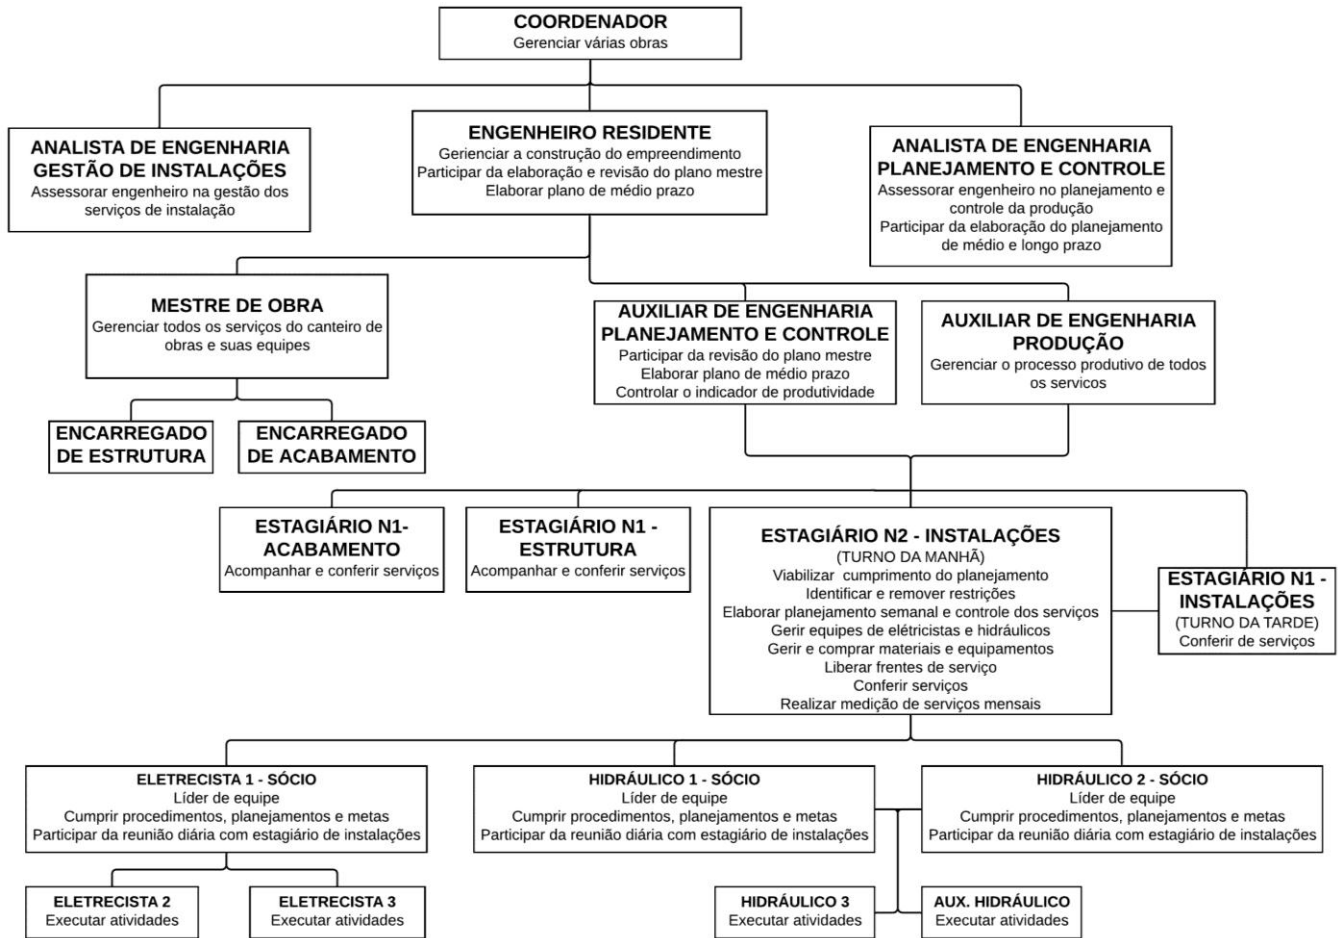 COORDENADOR
Gerenciar várias obras
ANALISTA DE ENGENHARIA
GESTÃO DE INSTALAÇÕES
Assessorar engenheiro na gestão dos
serviços de instalação
ENGENHEIRO RESIDENTE
Gerienciar a construção do empreendimento
Participar da elaboração e revisão do plano mestre
Elaborar plano de médio prazo
ANALISTA DE ENGENHARIA
PLANEJAMENTO E CONTROLE
Assessorar engenheiro no planejamento e
controle da produção
Participar da elaboração do planejamento
de médio e longo prazo
MESTRE DE OBRA
Gerenciar todos os serviços do canteiro de
obras e suas equipes
AUXILIAR DE ENGENHARIA
PLANEJAMENTO E CONTROLE
Participar da revisão do plano mestre
Elaborar plano de médio prazo
Controlar o indicador de produtividade
AUXILIAR DE ENGENHARIA
PRODUÇÃO
Gerenciar o processo produtivo de todos
os servicos
ENCARREGADO
DE ESTRUTURA
ENCARREGADO
DE ACABAMENTO
ESTAGIÁRIO N1-
ACABAMENTO
Acompanhar e conferir serviços
ESTAGIÁRIO N1 -
ESTRUTURA
Acompanhar e conferir serviços
ESTAGIÁRIO N2 - INSTALAÇÕES
(TURNO DA MANHÃ)
Viabilizar cumprimento do planejamento
Identificar e remover restrições
Elaborar planejamento semanal e controle dos serviços
Gerir equipes de elétricistas e hidráulicos
Gerir e comprar materiais e equipamentos
Liberar frentes de serviço
Conferir serviços
Realizar medição de serviços mensais
ESTAGIÁRIO N1 -
INSTALAÇÕES
(TURNO DA TARDE)
Conferir de serviços
ELETRECISTA 1 - SÓCIO
Líder de equipe
Cumprir procedimentos, planejamentos e metas
Participar da reunião diária com estagiário de instalações
HIDRÁULICO 1 - SÓCIO
Líder de equipe
Cumprir procedimentos, planejamentos e metas
Participar da reunião diária com estagiário de instalações
HIDRÁULICO 2 - SÓCIO
Líder de equipe
Cumprir procedimentos, planejamentos e metas
Participar da reunião diária com estagiário de instalações
ELETRECISTA 2
Executar atividades
ELETRECISTA 3
Executar atividades
HIDRÁULICO 3
Executar atividades
AUX. HIDRÁULICO
Executar atividades